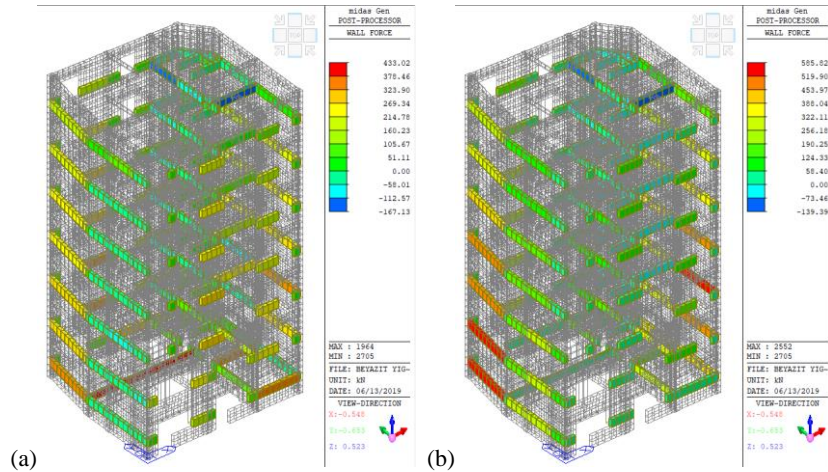 midas Gen
POST-PROCESSOR
WALL FORCE
433.02
378.46
323.90
269.34
214.78
160.23
105.67
51.11
0.00
-58.01
-112.57
-167.13
MAX : 1964
MIN : 2705
FILE: BEYAZIT YIG-
UNIT: kN
DATE: 06/13/2019
VIEW-DIRECTION
X:-0.548
Z: 0.523
(a)
midas Gen
POST-PROCESSOR
WALL FORCE
585.82
519.90
453.97
388.04
322.11
256.18
190.25
124.33
58.40
0.00
-73.46
-139.39
MAX : 2552
MIN : 2705
FILE: BEYAZIT YIG-
UNIT: kN
DATE: 06/13/2019
VIEW-DIRECTION
X:-0.548
Z: 0.523
(b)